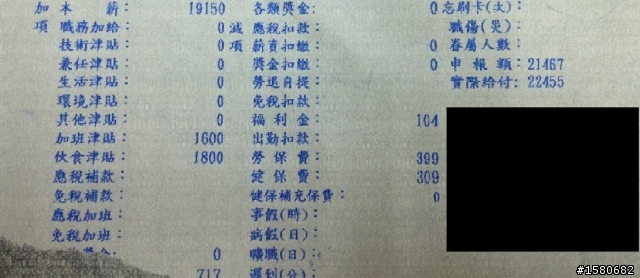 加 本 薪： 19150 各類獎金： 0 忘刷卡(次)：
項 職務加給： 0 減 應稅扣款： 職傷(災)：
技術津貼： 0 項 薪資扣繳： 0 眷屬人數：
兼任津貼： 0 獎金扣繳： 0 申 報 額：21467
生活津貼： 0 勞退自提： 實際給付：22455
環境津貼： 0 免稅扣款：
其他津貼： 0 福 利 金： 104
加班津貼： 1600 出勤扣款：
伙食津貼： 1800 勞 保 費： 399
應稅補款： 健 保 費： 309
免稅補款： 健保補充保費： 0
應稅加班： 事假(時)：
免稅加班： 病假(日)：
0 曠職(日)：
717 遲到(分)：
#1580682